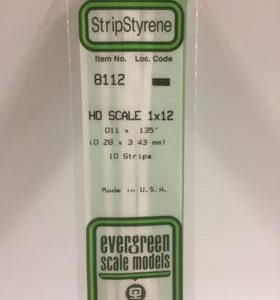 StripStyrene
Item No. Loc. Code
8112
HO SCALE 1x12
.011 x .135"
(0.28 x 3.43 mm)
10 Strips
Made in U.S.A.
evergreen
scale models